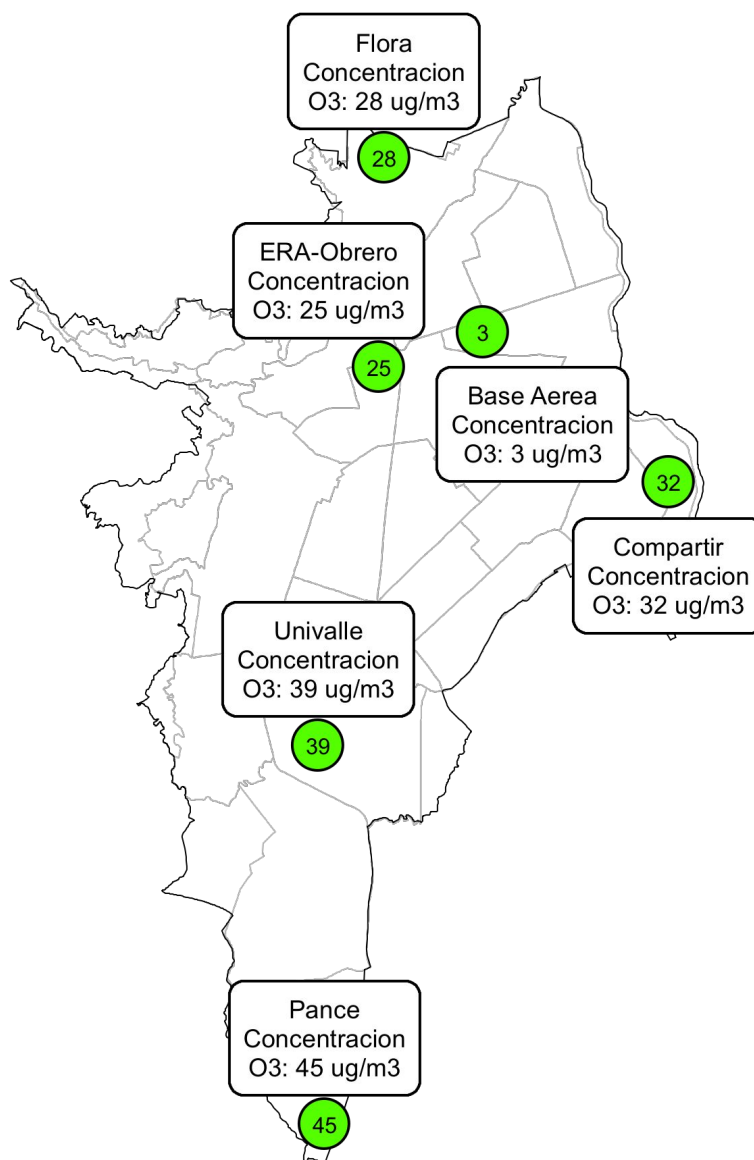 Flora
Concentracion
O3: 28 ug/m3
28
ERA-Obrero
Concentracion
O3: 25 ug/m3
25
3
Base Aerea
Concentracion
O3: 3 ug/m3
32
Compartir
Concentracion
O3: 32 ug/m3
Univalle
Concentracion
O3: 39 ug/m3
39
Pance
Concentracion
O3: 45 ug/m3
45